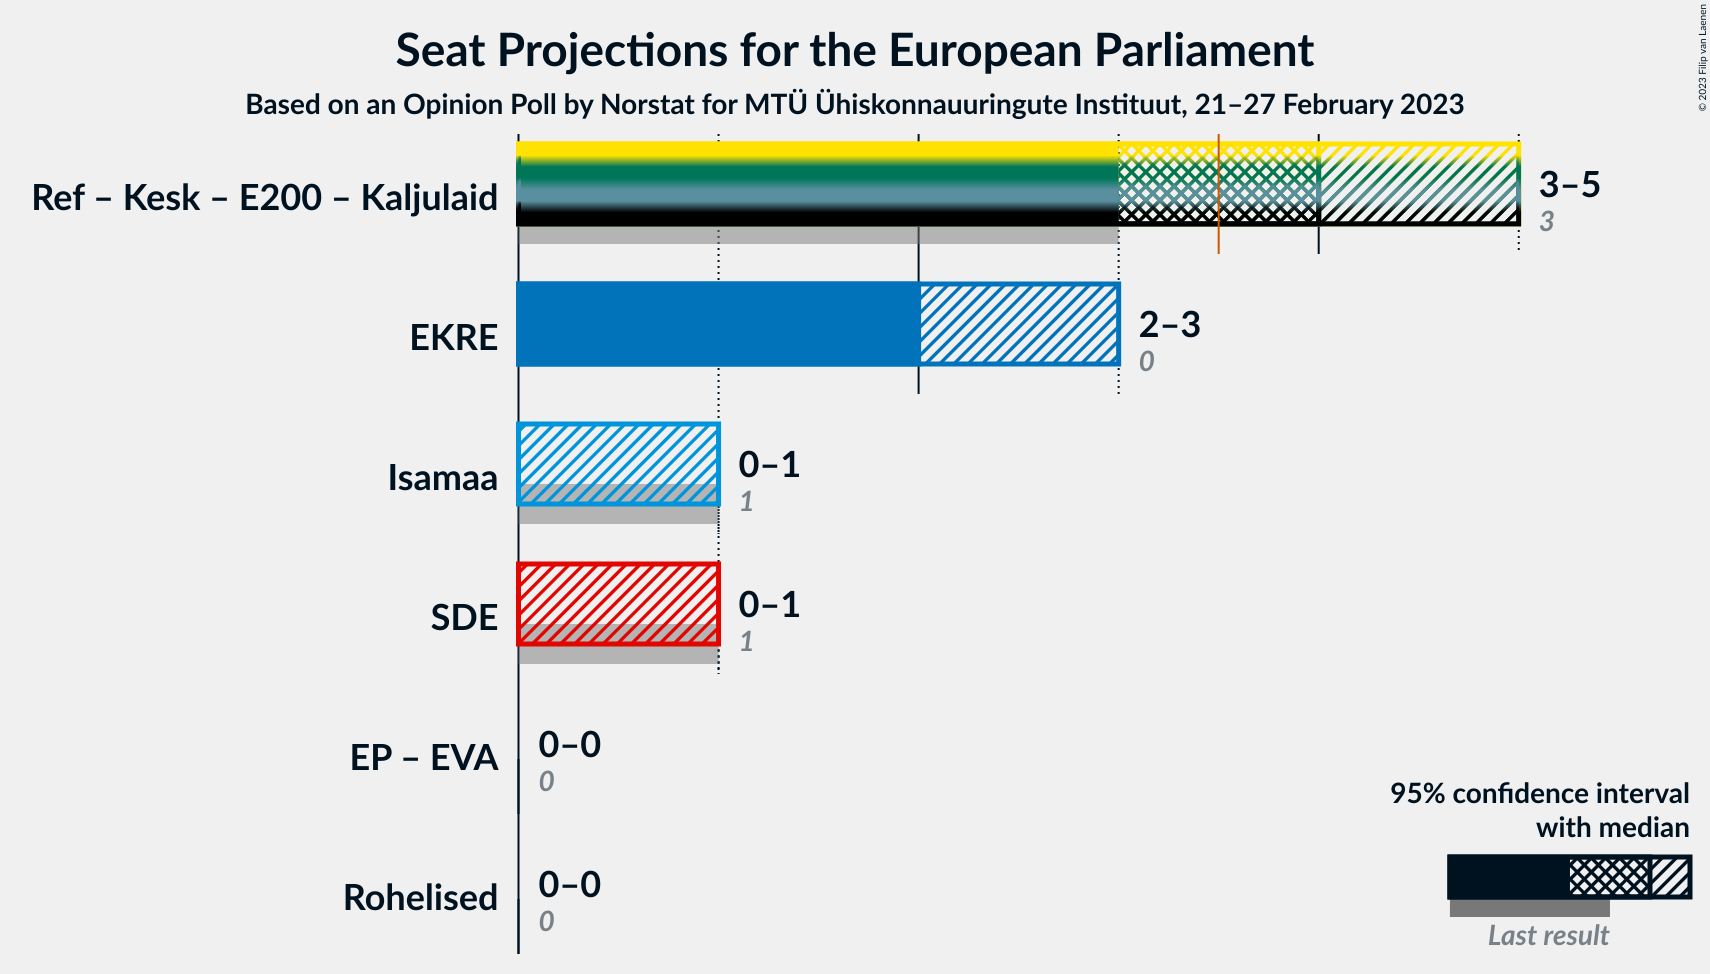 Seat Projections for the European Parliament
Based on an Opinion Poll by Norstat for MTÜ Ühiskonnauuringute Instituut, 21–27 February 2023
© 2023 Filip van Laenen
Ref – Kesk – E200 – Kaljulaid
3–5
3
EKRE
2–3
0
Isamaa
0–1
1
SDE
0–1
1
EP – EVA
0–0
0
Rohelised
0–0
0
95% confidence interval
with median
Last result